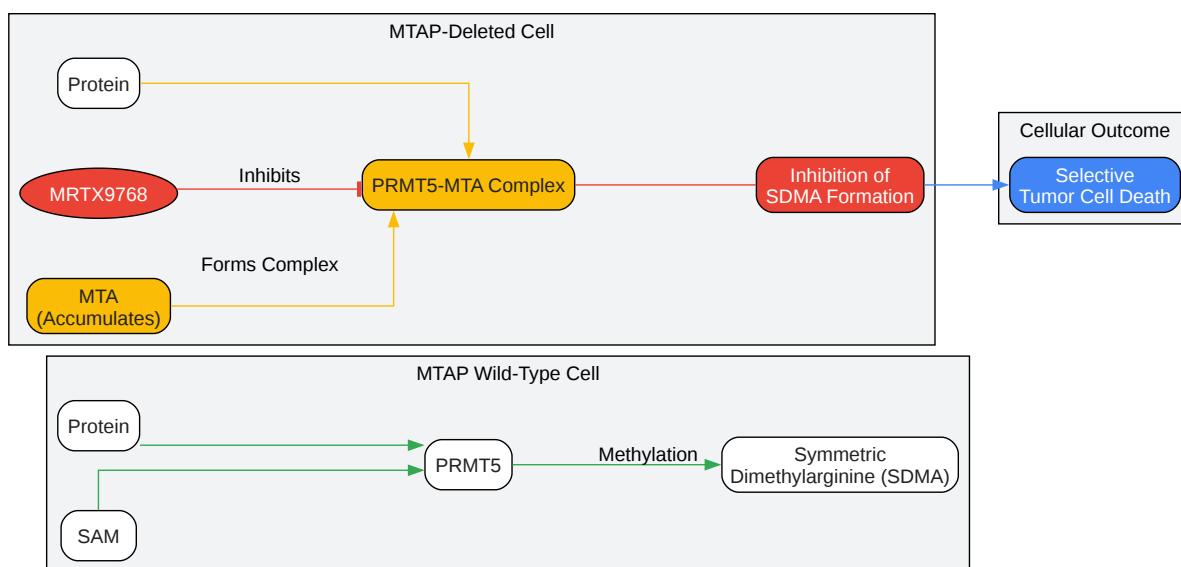 MTAP-Deleted Cell
Protein
MRTX9768
Inhibits
PRMT5-MTA Complex
Inhibition of
SDMA Formation
Forms Complex
MTA
(Accumulates)
Cellular Outcome
Selective
Tumor Cell Death
MTAP Wild-Type Cell
Protein
SAM
PRMT5
Methylation
Symmetric
Dimethylarginine (SDMA)